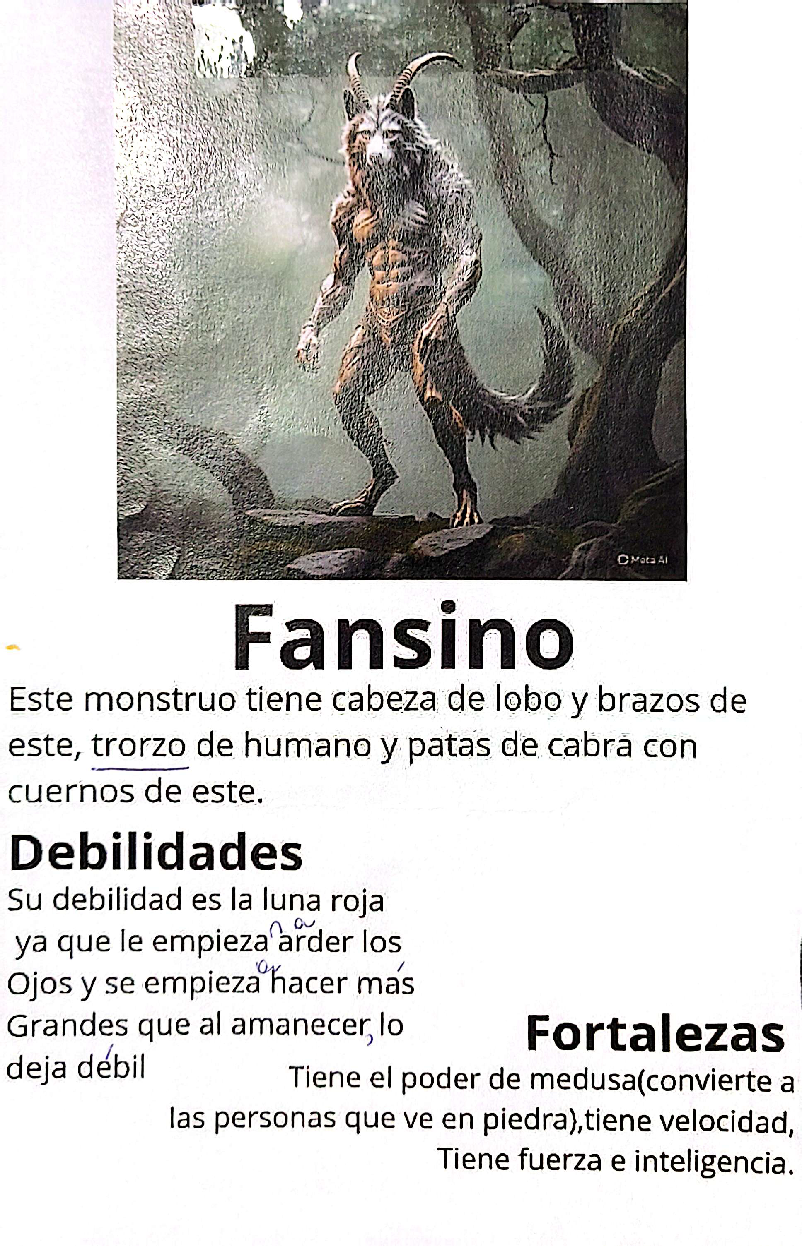 Meta AI
Fansino
Este monstruo tiene cabeza de lobo y brazos de
este, trorzo de humano y patas de cabra con
cuernos de este.
Debilidades
Su debilidad es la luna roja
ya que le empieza n a arder los
Ojos y se empieza a hacer más
Grandes que al amanecer, lo
deja débil
Fortalezas
Tiene el poder de medusa(convierte a
las personas que ve en piedra),tiene velocidad,
Tiene fuerza e inteligencia.